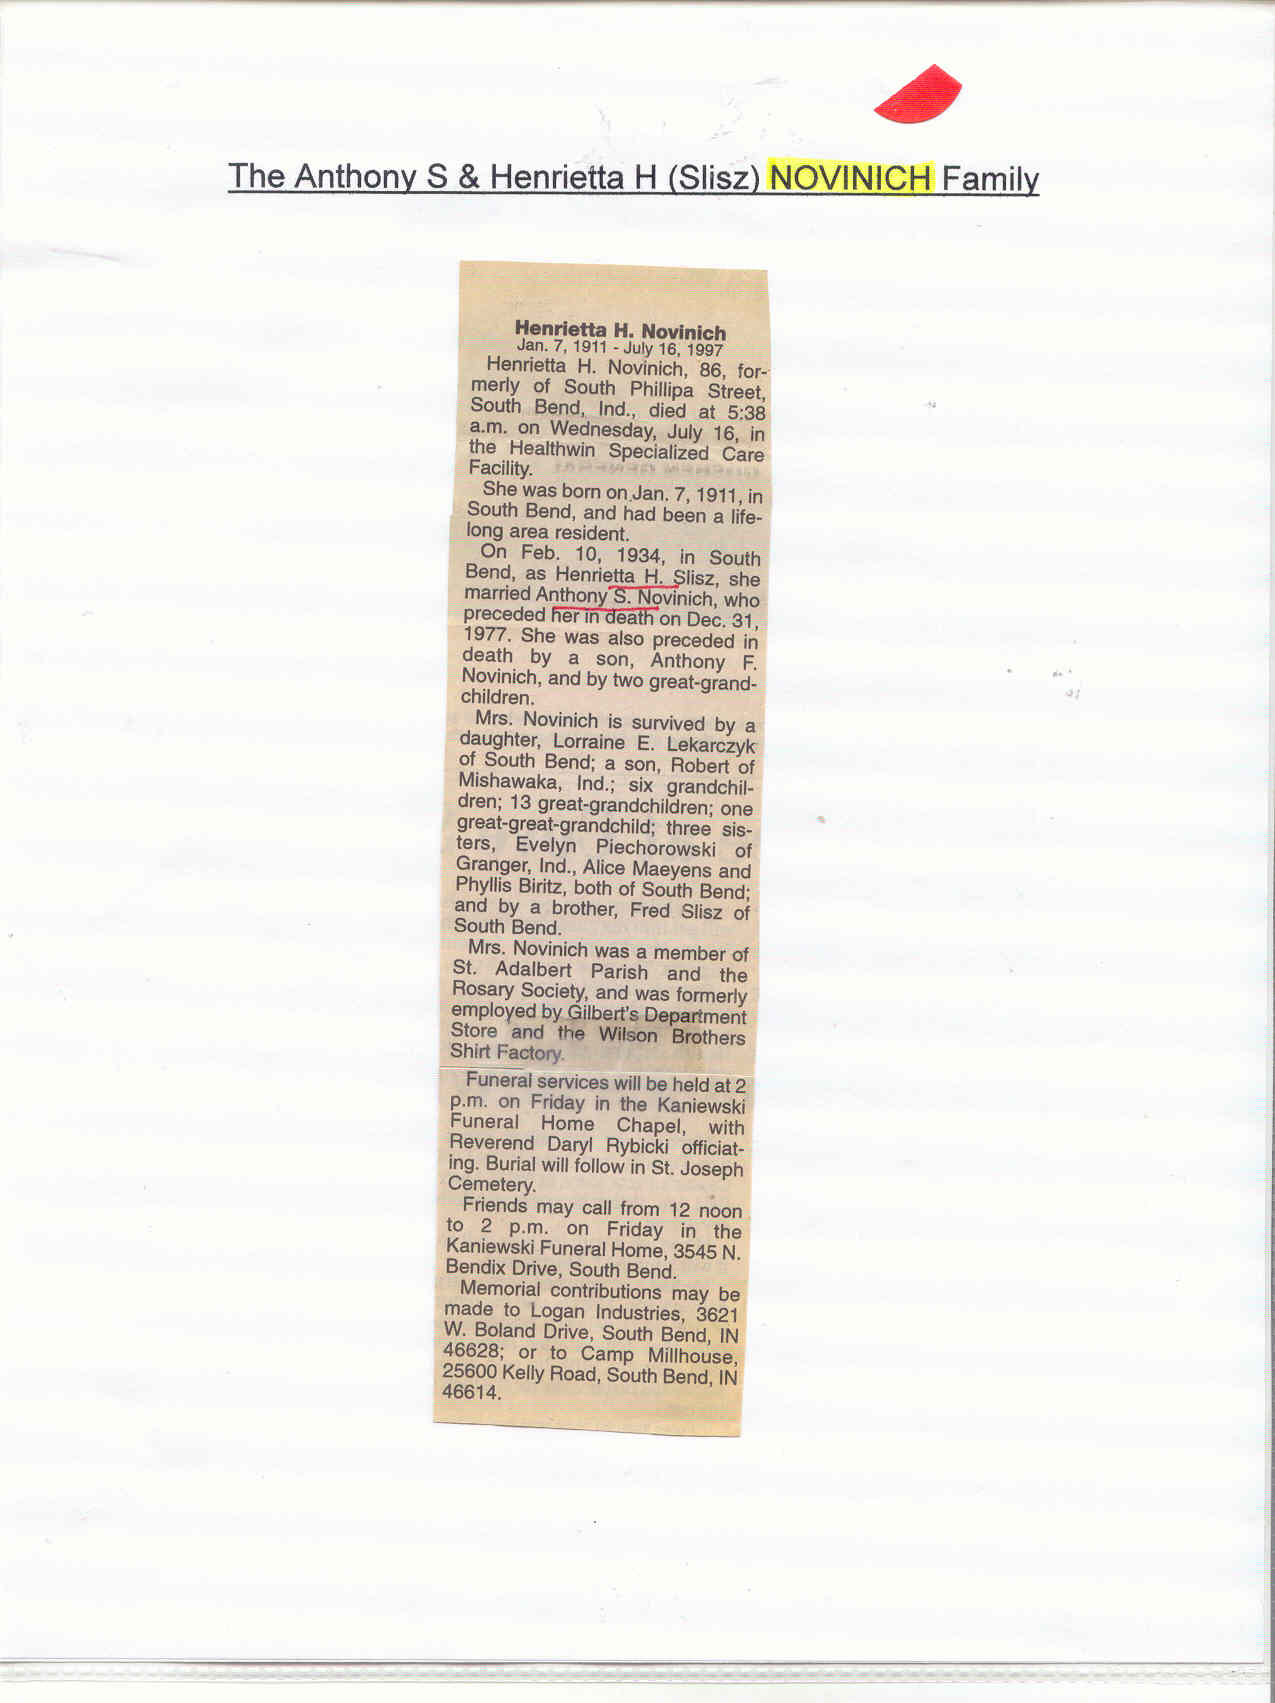 The Anthony S & Henrietta H (Slisz) NOVINICH Family
Henrietta H. Novinich
Jan. 7, 1911 - July 16, 1997
Henrietta H. Novinich, 86, for-
merly of South Phillipa Street,
South Bend, Ind., died at 5:38
a.m. on Wednesday, July 16, in
the Healthwin Specialized Care
Facility.
She was born on Jan. 7, 1911, in
South Bend, and had been a life-
long area resident.
On Feb. 10, 1934, in South
Bend, as Henrietta H. Slisz, she
married Anthony S. Novinich, who
preceded her in death on Dec. 31,
1977. She was also preceded in
death by a son, Anthony F.
Novinich, and by two great-grand-
children.
Mrs. Novinich is survived by a
daughter, Lorraine E. Lekarczyk
of South Bend; a son, Robert of
Mishawaka, Ind.; six grandchil-
dren; 13 great-grandchildren; one
great-great-grandchild; three sis-
ters, Evelyn Piechorowski of
Granger, Ind., Alice Maeyens and
Phyllis Biritz, both of South Bend;
and by a brother, Fred Slisz of
South Bend.
Mrs. Novinich was a member of
St. Adalbert Parish and the
Rosary Society, and was formerly
employed by Gilbert's Department
Store and the Wilson Brothers
Shirt Factory.
Funeral services will be held at 2
p.m. on Friday in the Kaniewski
Funeral Home Chapel, with
Reverend Daryl Rybicki officiat-
ing. Burial will follow in St. Joseph
Cemetery.
Friends may call from 12 noon
to 2 p.m. on Friday in the
Kaniewski Funeral Home, 3545 N.
Bendix Drive, South Bend.
Memorial contributions may be
made to Logan Industries, 3621
W. Boland Drive, South Bend, IN
46628; or to Camp Millhouse,
25600 Kelly Road, South Bend, IN
46614.